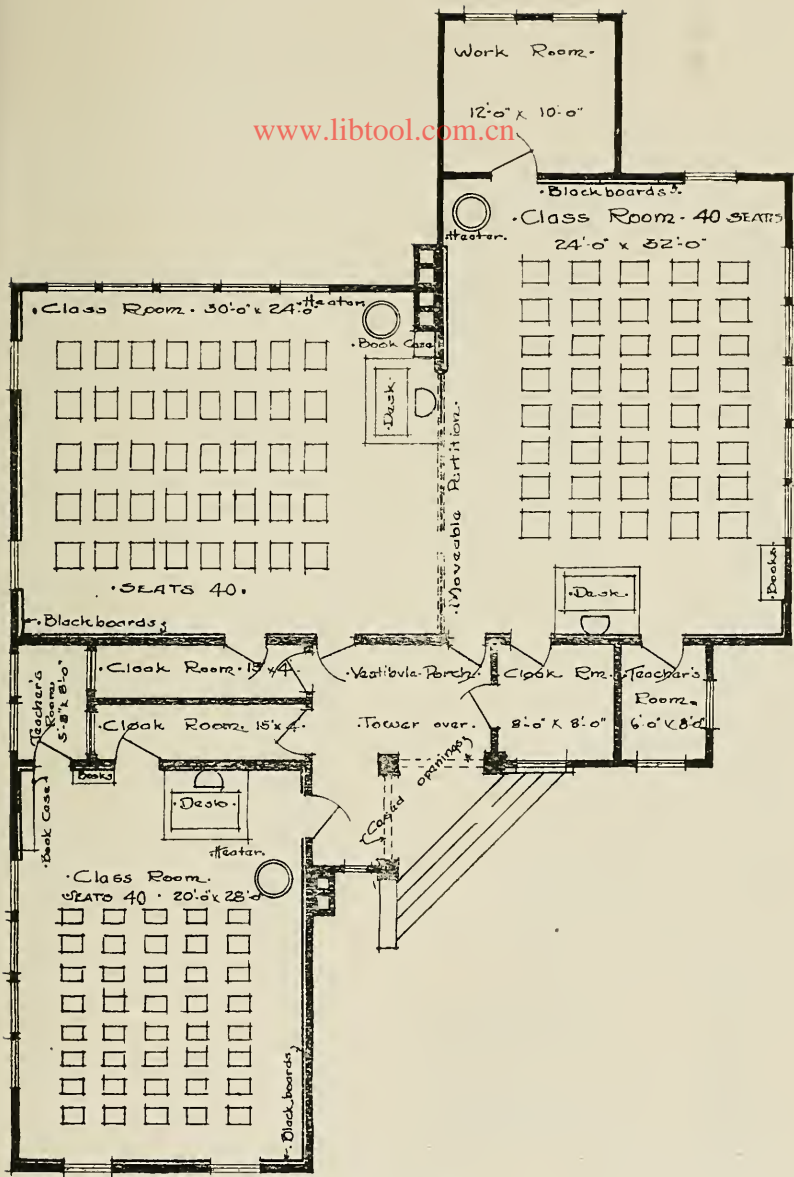 Work Room.
12'-0" x 10'-0"
www.libtool.com.cn
Blackboards.
Class Room - 40 SEATS
24'-0" x 32'-0"
Heater.
Class Room. 30'-0" x 24'-0"
Heater
Book Case
Desk.
Moveable Partition.
SEATS 40.
Blackboards.
Desk.
Books
Teacher's
Room.
5'-8" x 8'-0"
Cloak Room. 15 x 4.
Cloak Room. 15 x 4.
Vestibule Porch.
Tower over.
Cloak Rm.
8'-0" x 8'-0"
Teacher's
Room.
6'-0" x 8'-0"
openings
Books
Book Case
Desk.
Heater.
Class Room.
SEATS 40. 20'-0" x 28'-0"
Blackboards